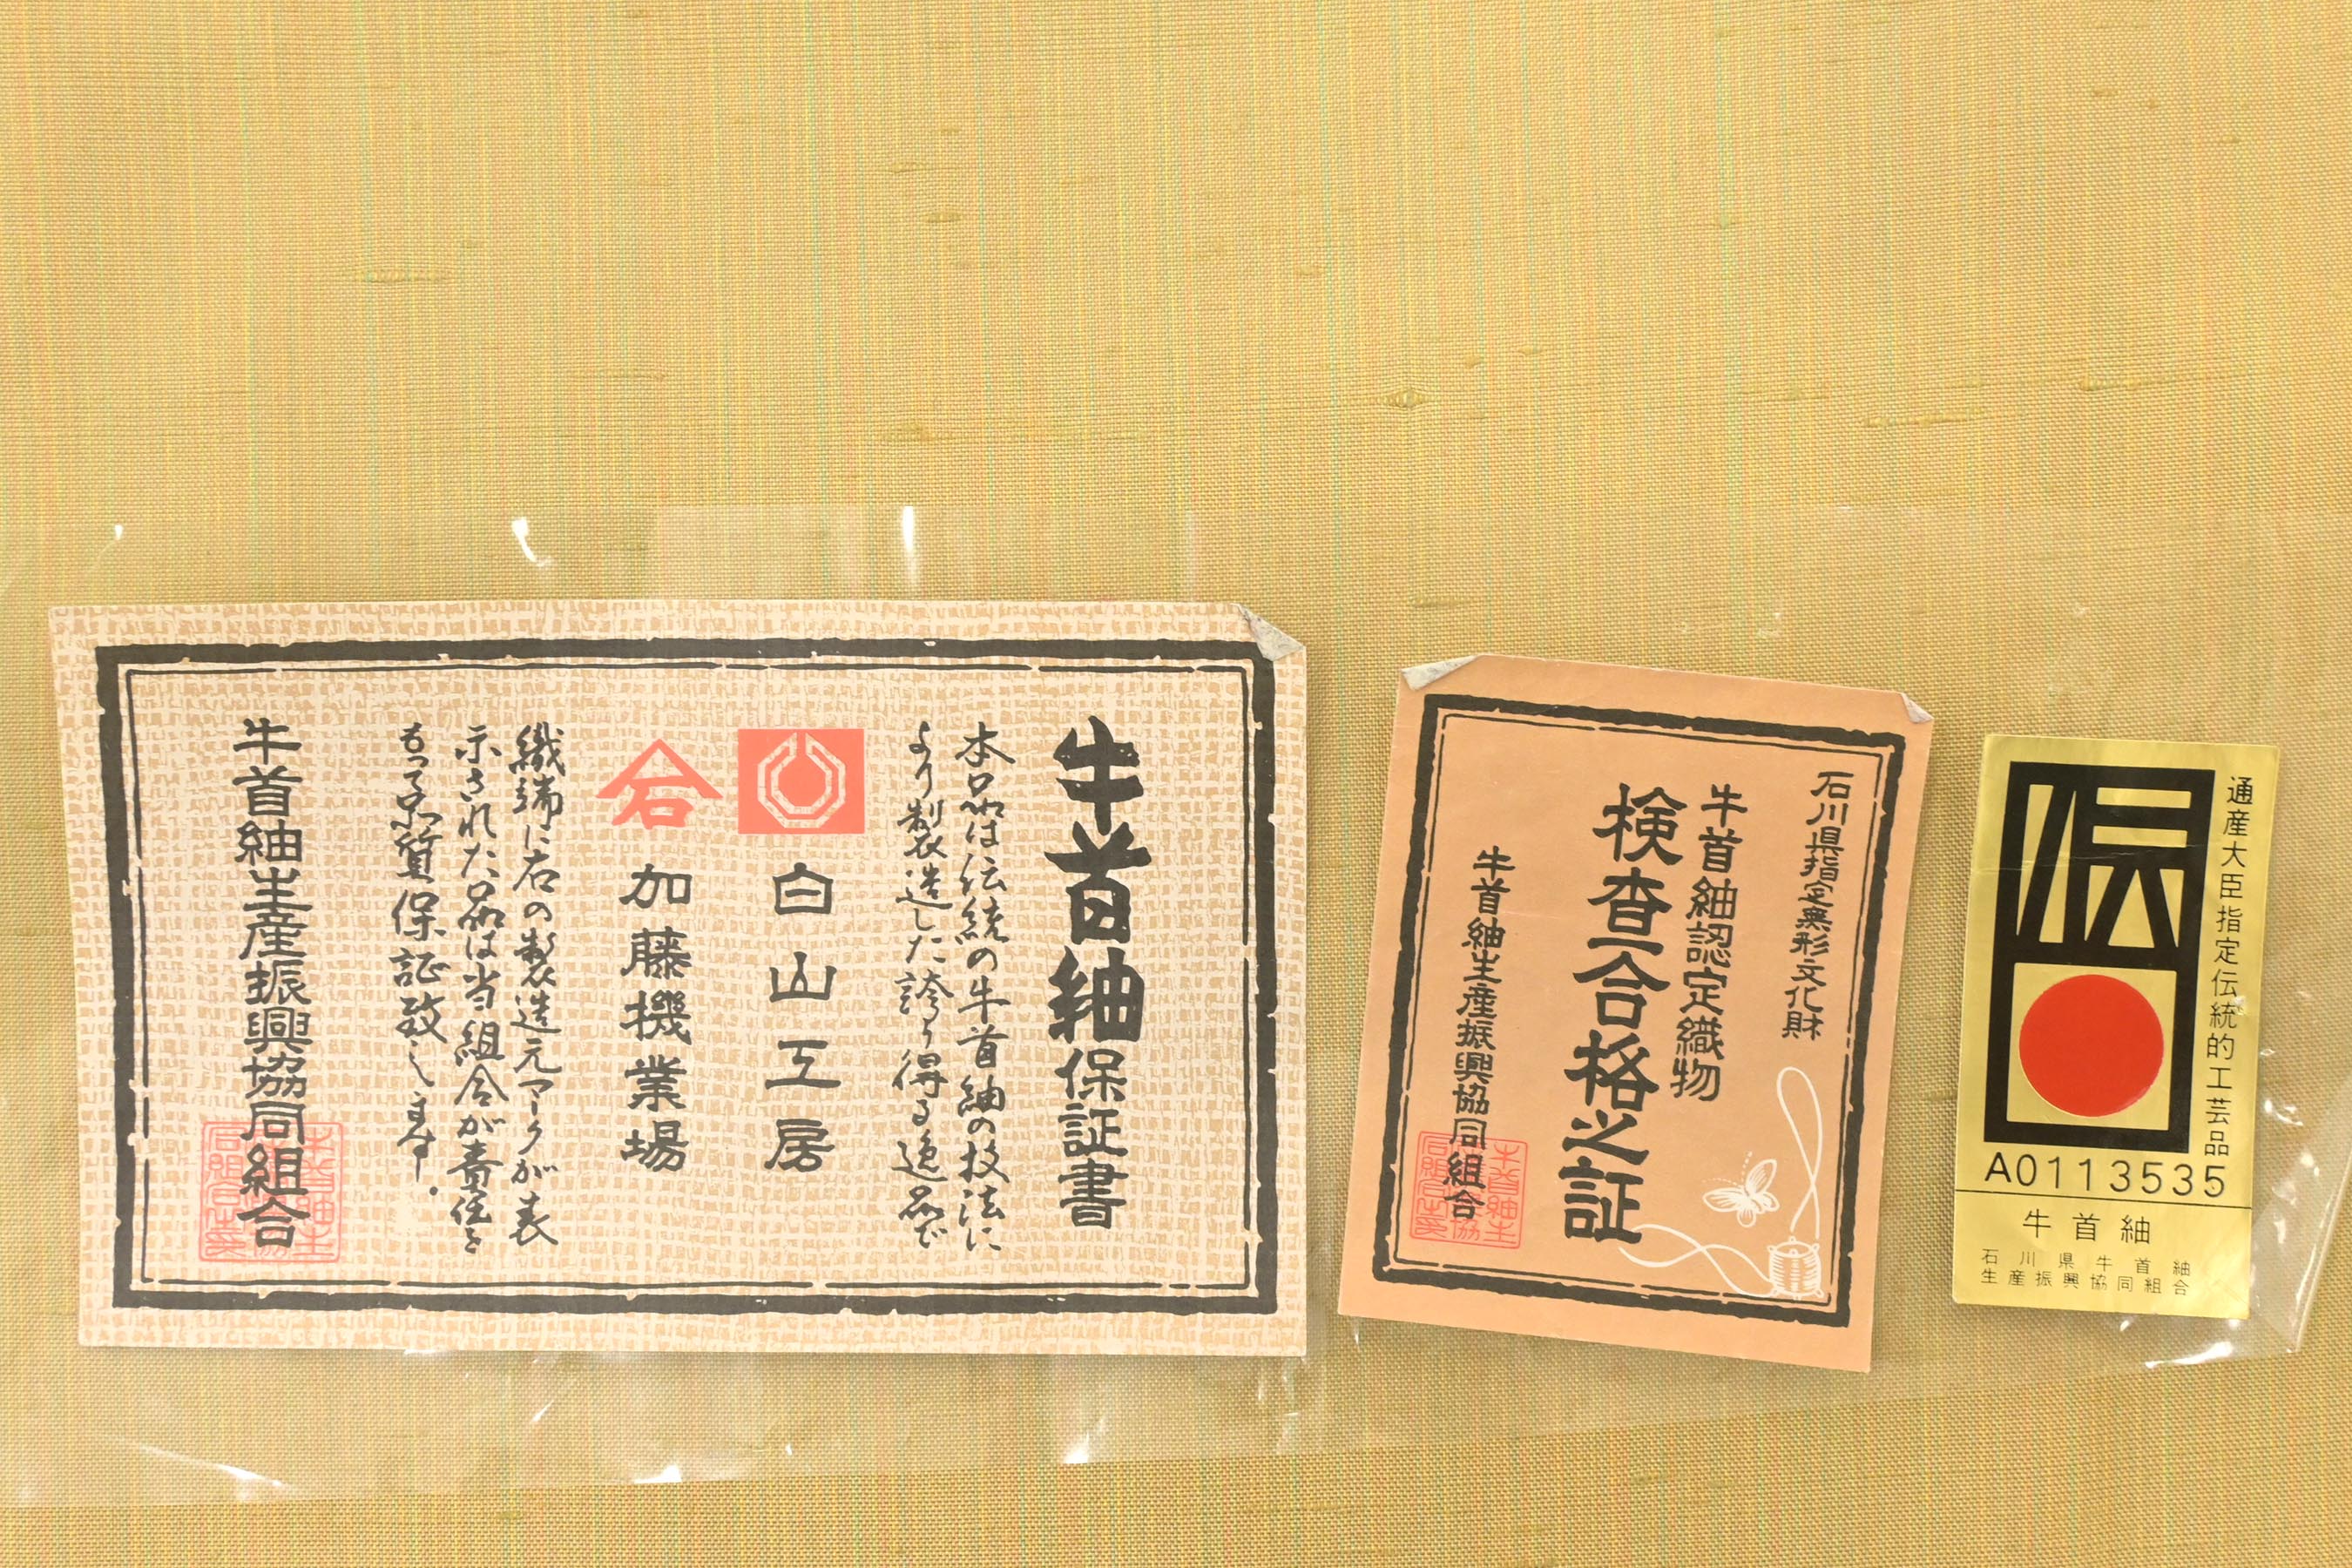 牛首紬保証書
本品は伝統の牛首紬の技法に
より製造した誇り得る逸品で
白山工房
加藤機業場
織端に右の製造元マークが表
示された品は当組合が責任を
もって品質保証致します。
牛首紬生産振興協同組合
石川県指定無形文化財
牛首紬認定織物
検査合格之証
牛首紬生産振興協同組合
通産大臣指定伝統的工芸品
伝
A0113535
牛首紬
石川県牛首紬
生産振興協同組合